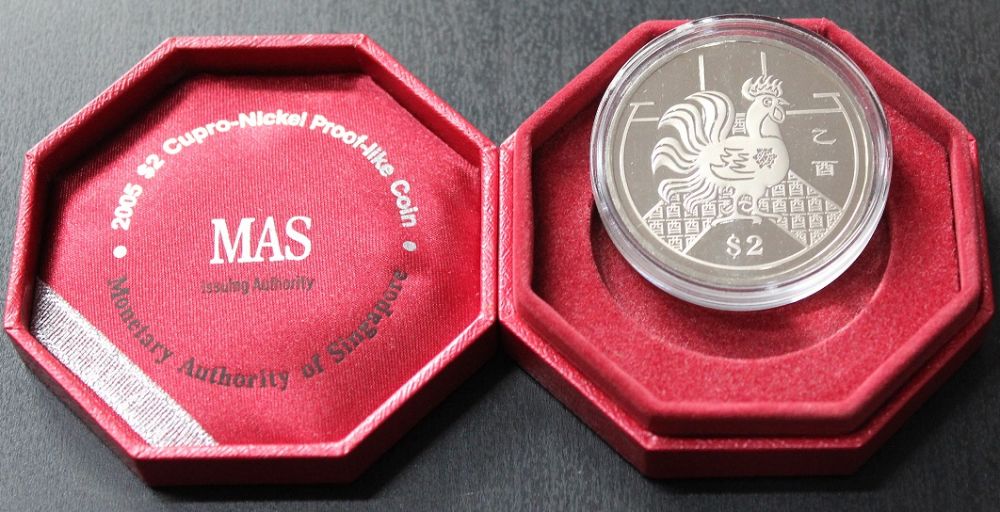 • 2005 $2 Cupro-Nickel Proof-like Coin •
MAS
Issuing Authority
Monetary Authority of Singapore
乙
酉
$2